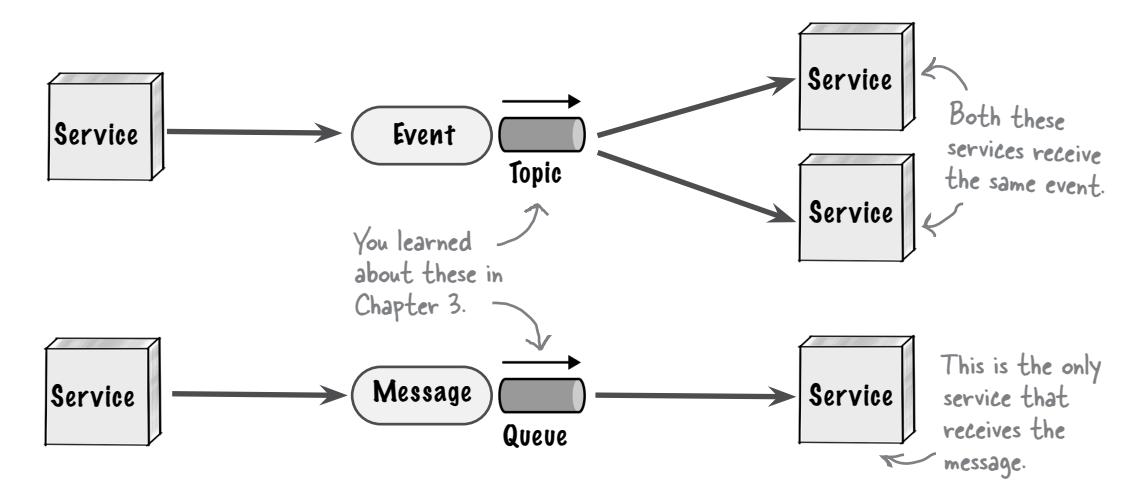 Service
Service
Event
Topic
Service
Service
Both these
services receive
the same event.
You learned
about these in
Chapter 3.
Service
Message
Queue
Service
This is the only
service that
receives the
message.